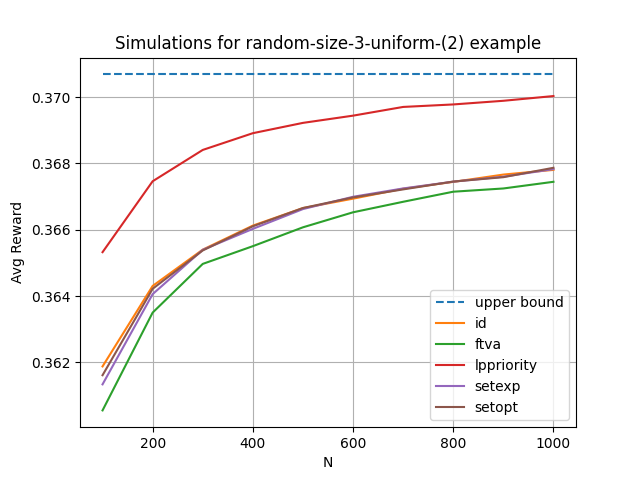 Simulations for random-size-3-uniform-(2) example
Avg Reward
0.370
0.368
0.366
0.364
0.362
200
400
600
800
1000
N
upper bound
id
ftva
lppriority
setexp
setopt